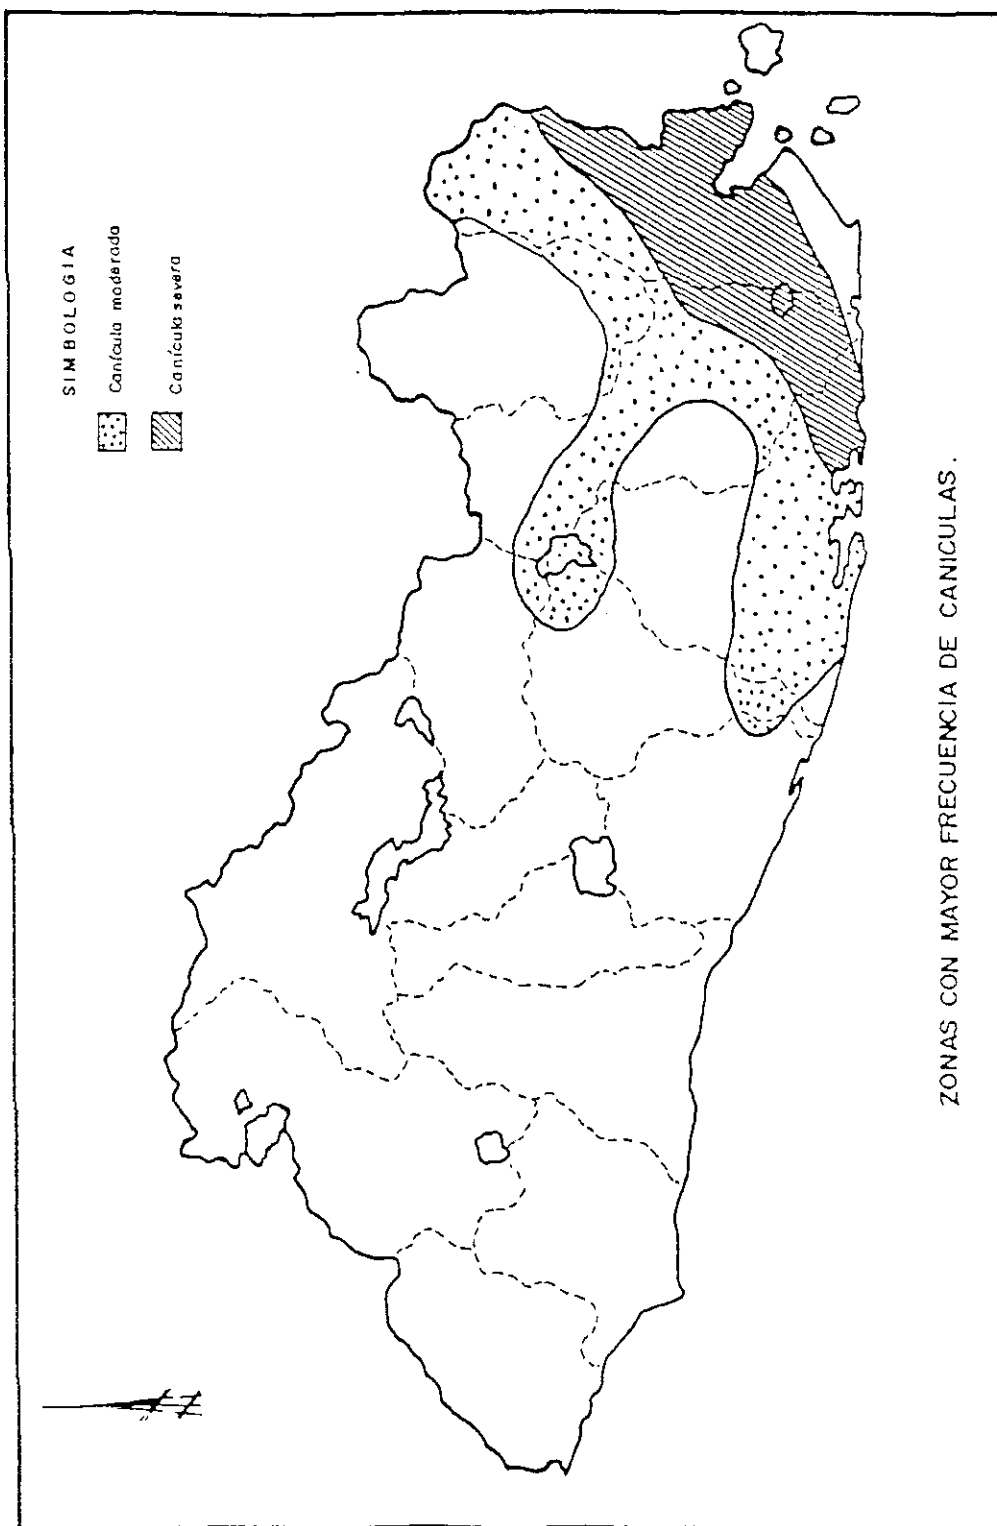 SIMBOLOGIA
Canícula moderada
Canícula severa
N
ZONAS CON MAYOR FRECUENCIA DE CANICULAS.